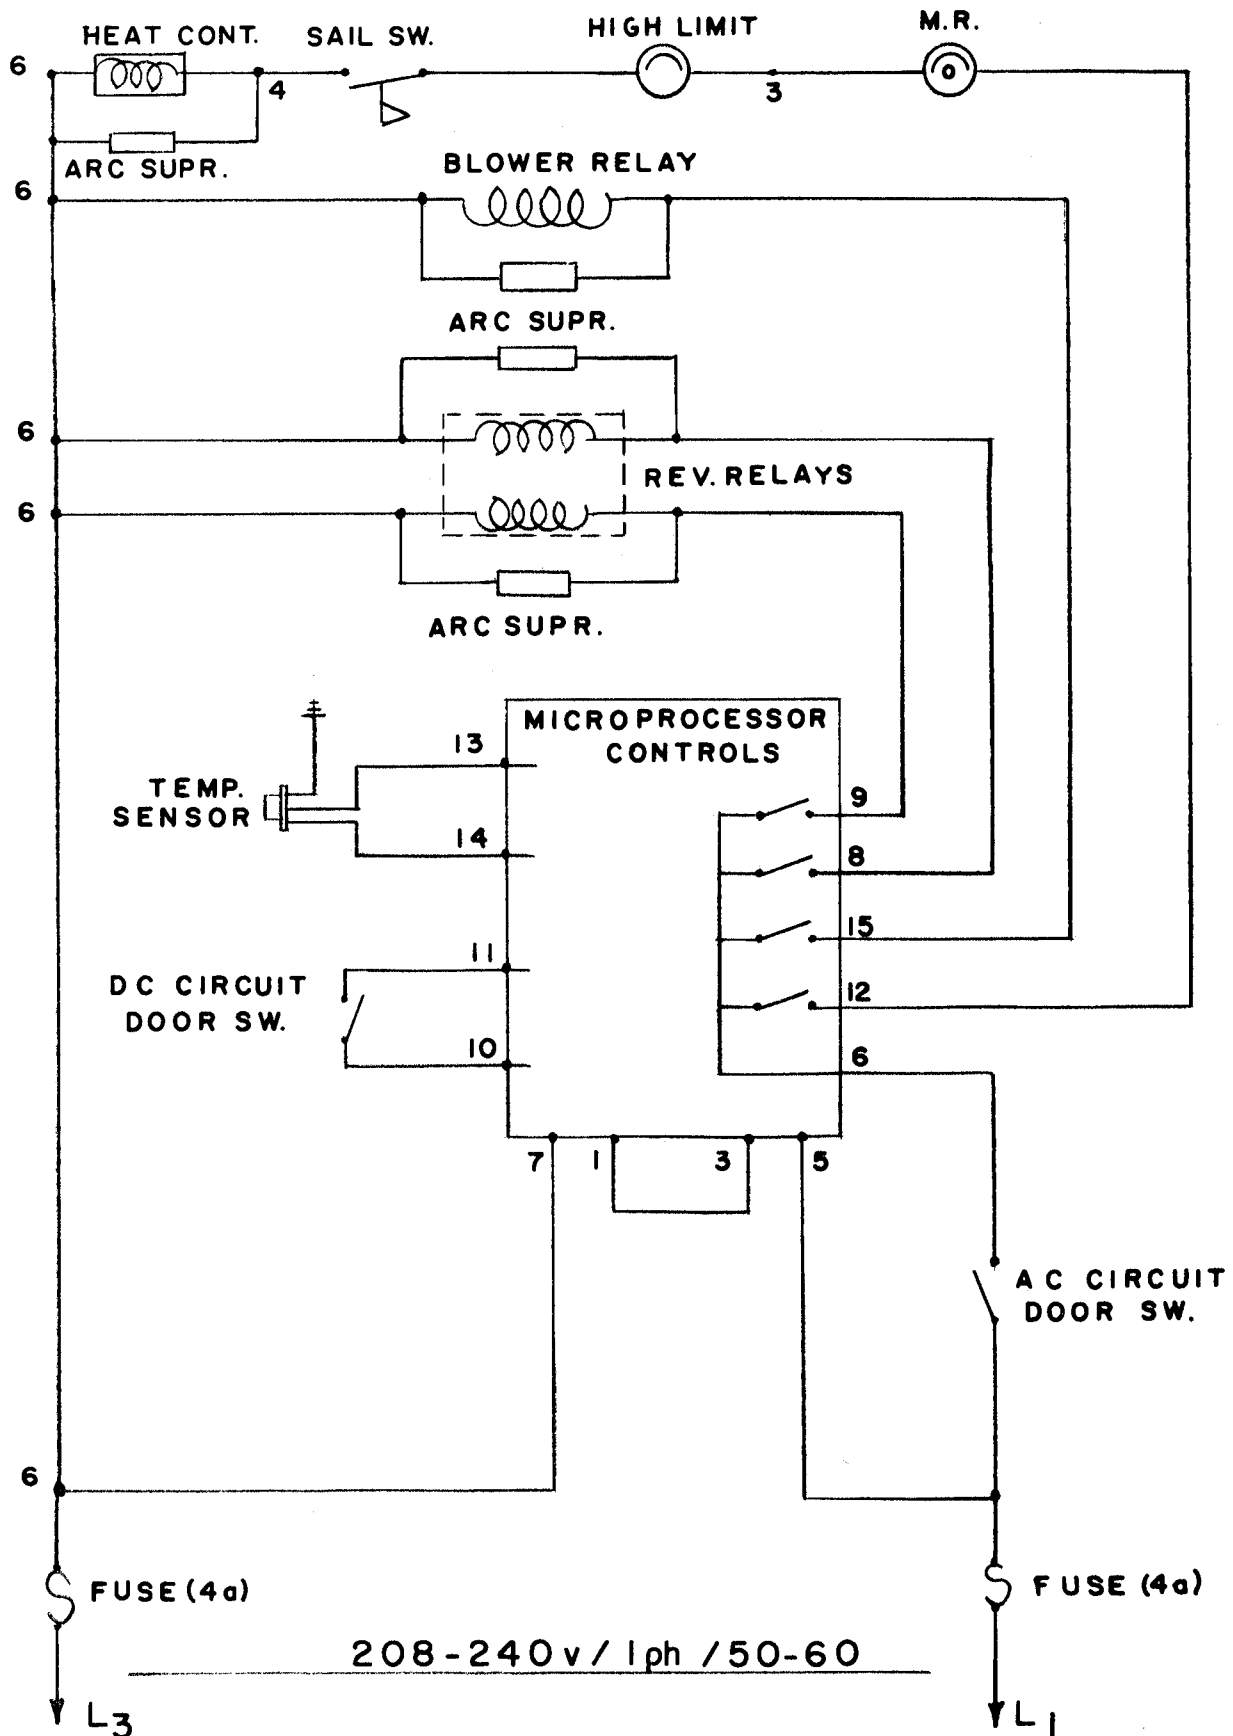 HEAT CONT.
SAIL SW.
HIGH LIMIT
M.R.
6
4
3
ARC SUPR.
BLOWER RELAY
6
ARC SUPR.
6
REV. RELAYS
6
ARC SUPR.
MICROPROCESSOR
CONTROLS
13
TEMP.
SENSOR
9
14
8
15
11
DC CIRCUIT
DOOR SW.
12
10
6
7
1
3
5
AC CIRCUIT
DOOR SW.
6
FUSE (4a)
FUSE (4a)
208-240v/1ph/50-60
L3
L1